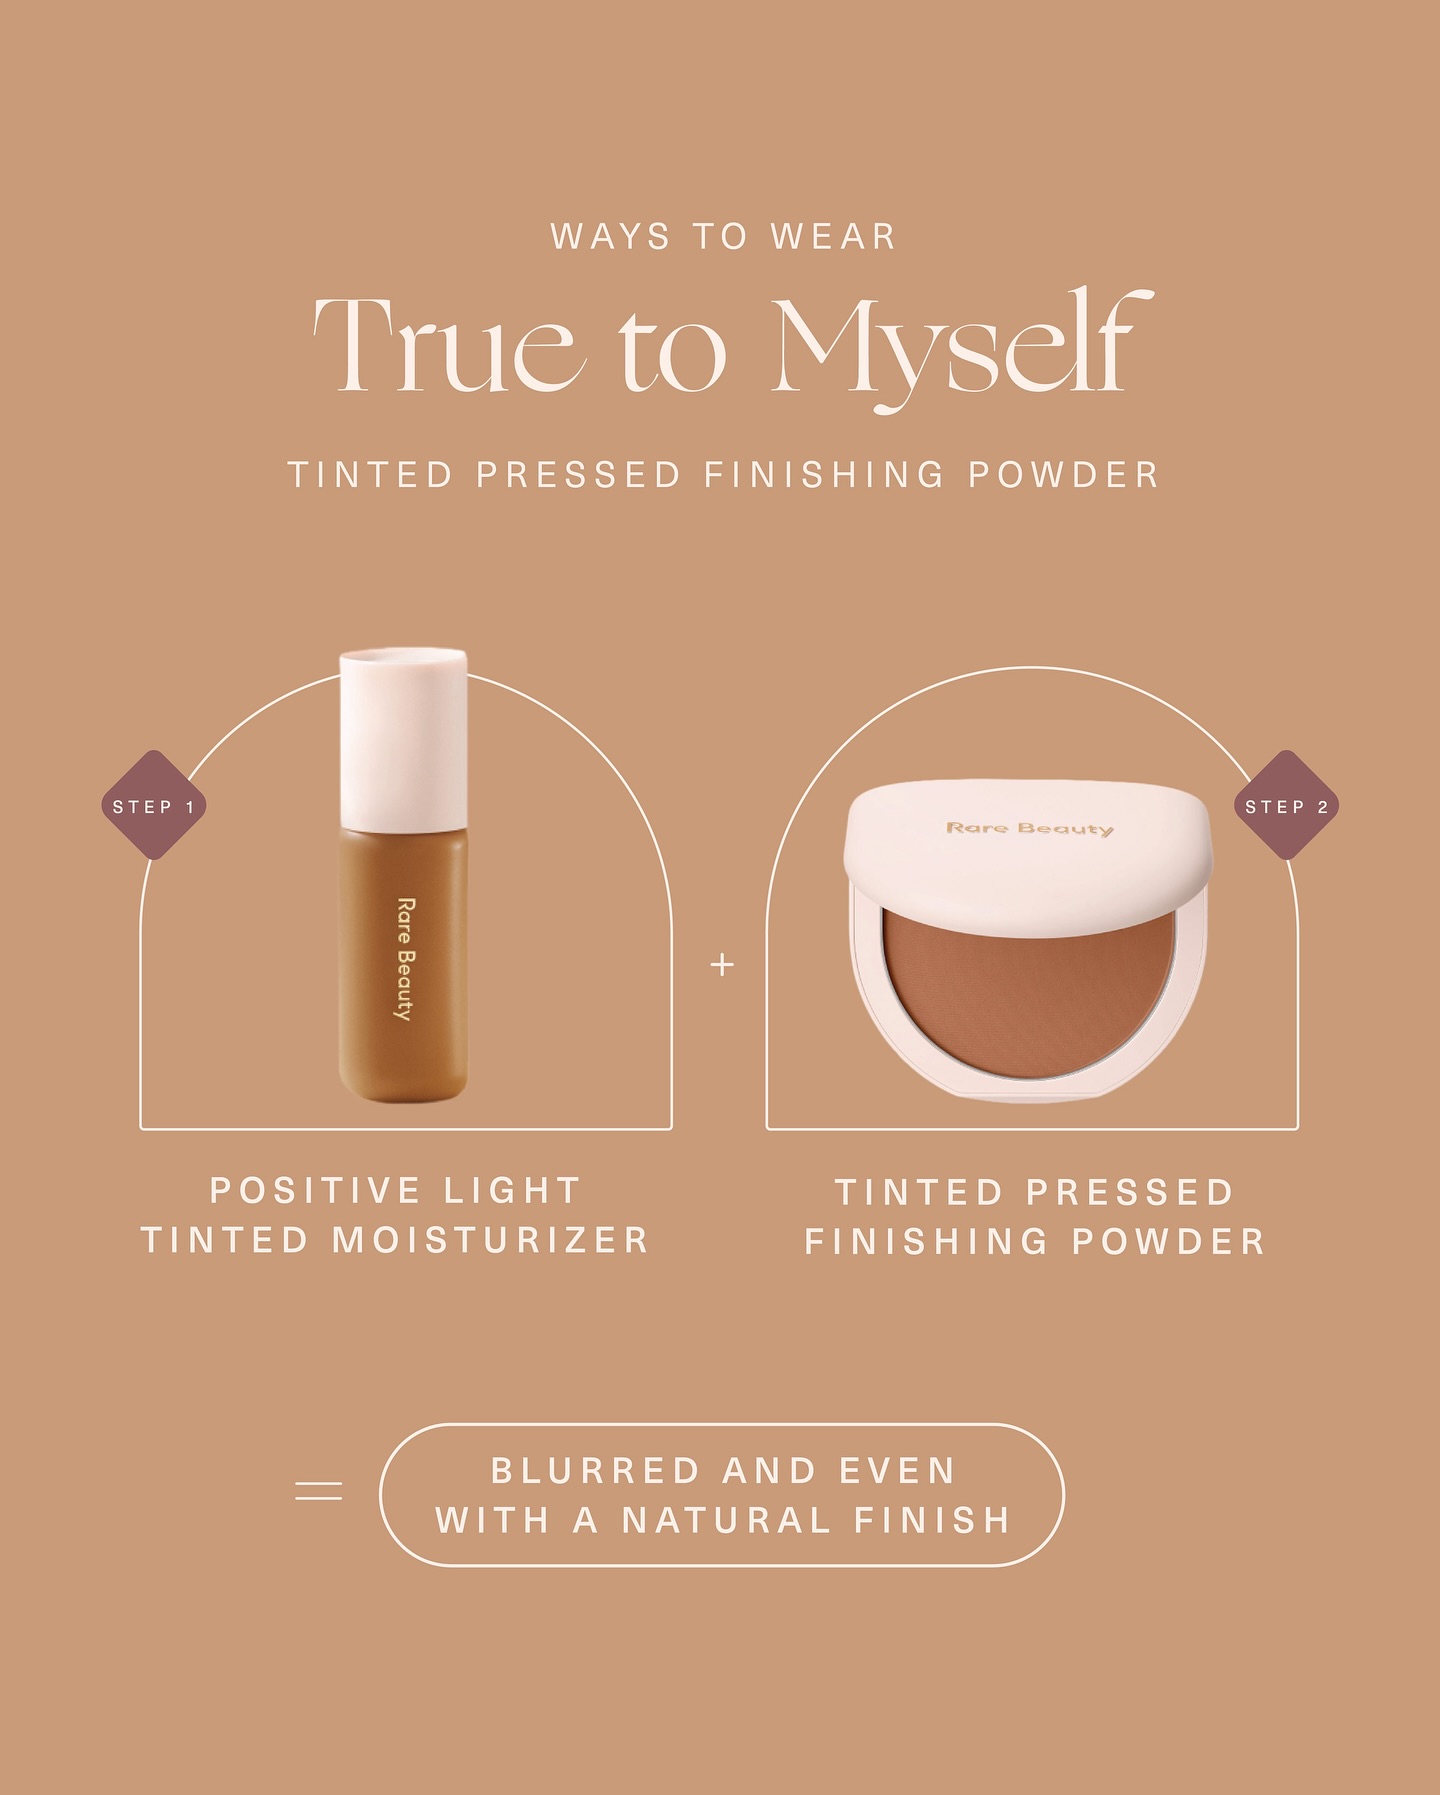 WAYS TO WEAR
True to Myself
TINTED PRESSED FINISHING POWDER
STEP 1
Rare Beauty
+
STEP 2
Rare Beauty
POSITIVE LIGHT
TINTED MOISTURIZER
TINTED PRESSED
FINISHING POWDER
=
BLURRED AND EVEN
WITH A NATURAL FINISH